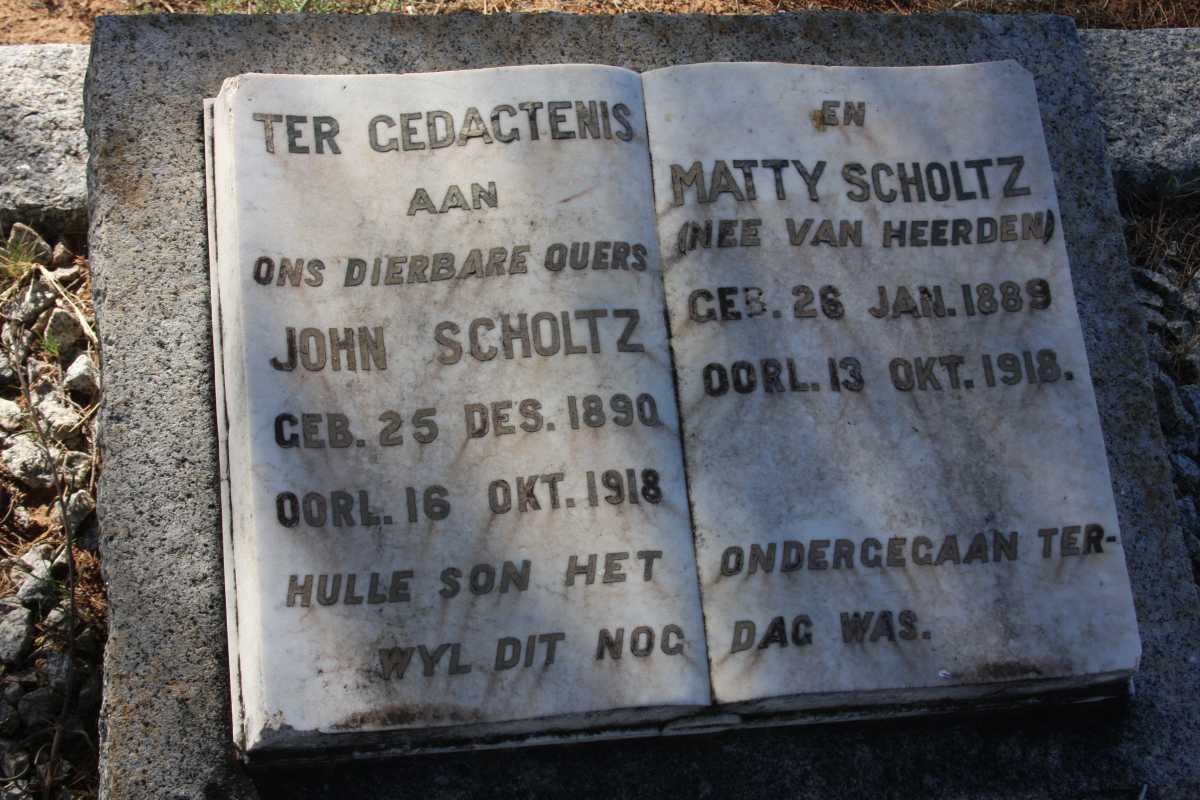 TER GEDAGTENIS
AAN
ONS DIERBARE OUERS
JOHN SCHOLTZ
GEB. 25 DES. 1890
OORL. 16 OKT. 1918
EN
MATTY SCHOLTZ
(NEE VAN HEERDEN)
GEB. 26 JAN. 1889
OORL. 13 OKT. 1918.
HULLE SON HET ONDERGEGAAN TER-
WYL DIT NOG DAG WAS.